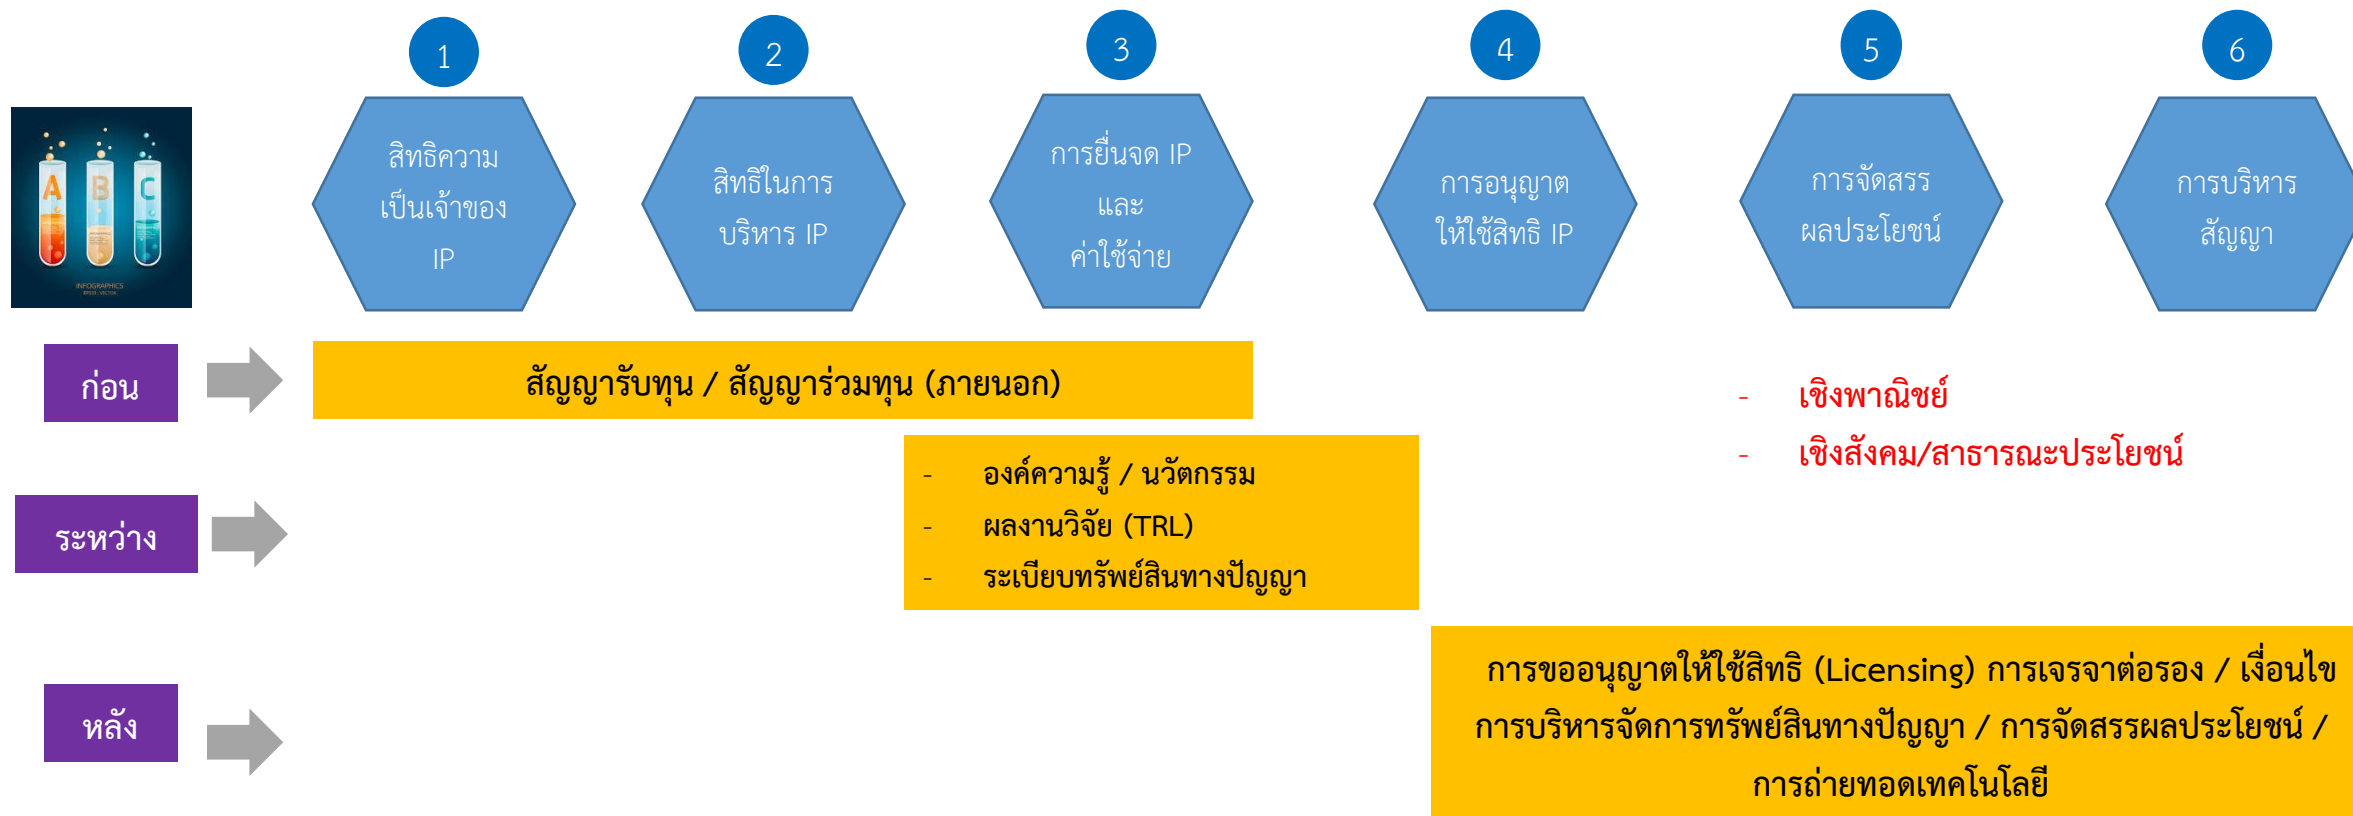 1
2
3
4
5
6
สิทธิความ
เป็นเจ้าของ
IP
สิทธิในการ
บริหาร IP
การยื่นจด IP
และ
ค่าใช้จ่าย
การอนุญาต
ให้ใช้สิทธิ IP
การจัดสรร
ผลประโยชน์
การบริหาร
สัญญา
A B C
INFOGRAPHICS
ก่อน
สัญญารับทุน / สัญญาร่วมทุน (ภายนอก)
- เชิงพาณิชย์
- เชิงสังคม/สาธารณะประโยชน์
ระหว่าง
- องค์ความรู้ / นวัตกรรม
- ผลงานวิจัย (TRL)
- ระเบียบทรัพย์สินทางปัญญา
หลัง
การขออนุญาตให้ใช้สิทธิ (Licensing) การเจรจาต่อรอง / เงื่อนไข
การบริหารจัดการทรัพย์สินทางปัญญา / การจัดสรรผลประโยชน์ /
การถ่ายทอดเทคโนโลยี